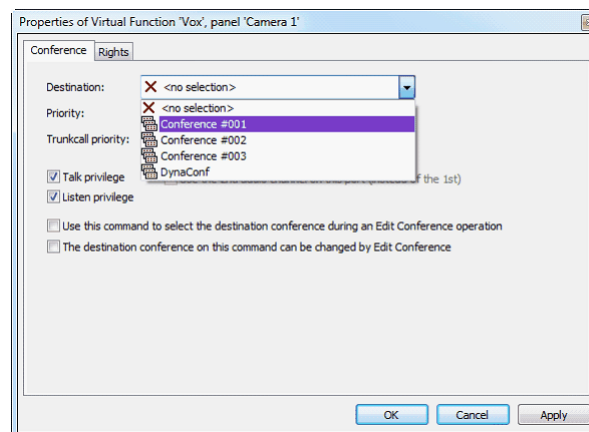 Properties of Virtual Function 'Vox', panel 'Camera 1'
Conference Rights
Destination: <no selection>
Priority: <no selection>
Conference #001
Trunkcall priority: Conference #002
Conference #003
DynaConf
Talk privilege of the 1st)
Listen privilege
Use this command to select the destination conference during an Edit Conference operation
The destination conference on this command can be changed by Edit Conference
OK Cancel Apply